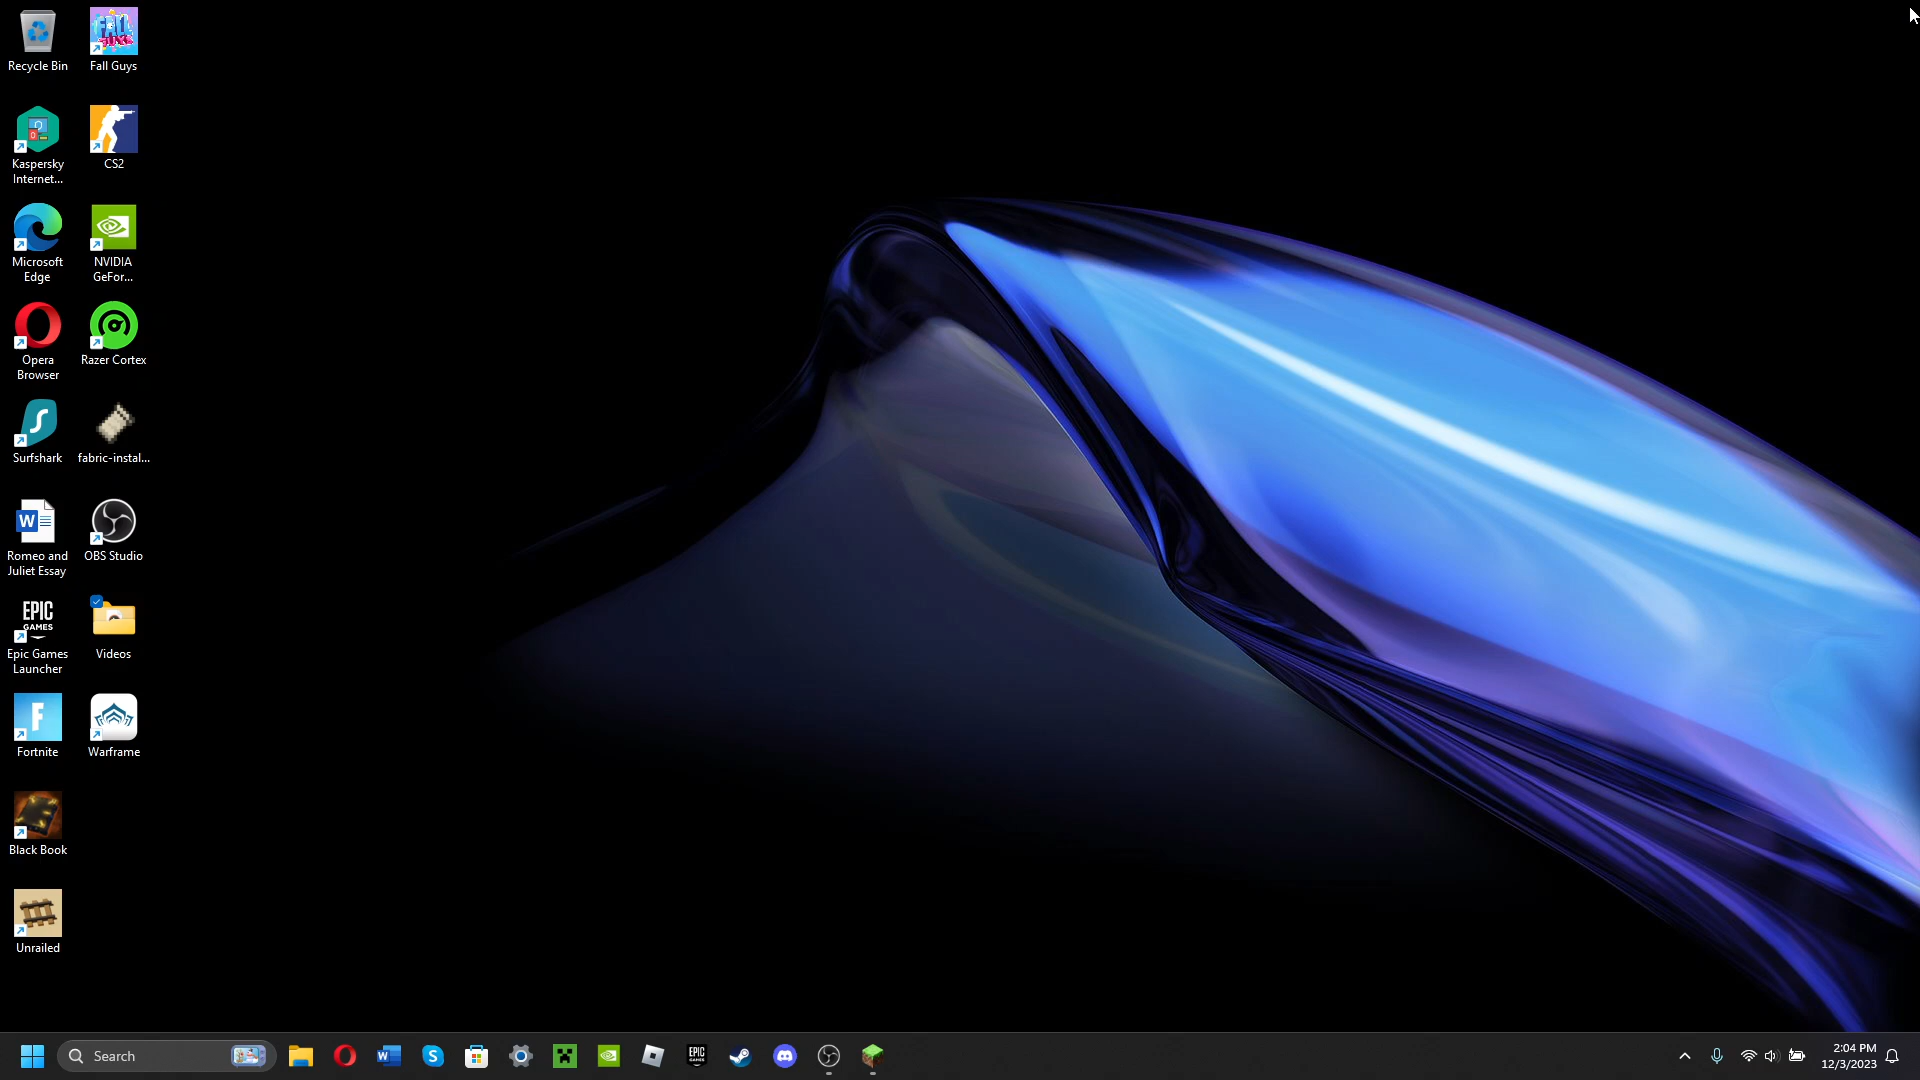 Recycle Bin
Fall Guys
Kaspersky
Internet...
CS2
Microsoft
Edge
NVIDIA
GeFor...
Opera
Browser
Razer Cortex
Surfshark
fabric-instal...
Romeo and
Juliet Essay
OBS Studio
EPIC
GAMES
Epic Games
Launcher
Videos
Fortnite
Warframe
Black Book
Unrailed
Search
2:04 PM
12/3/2023